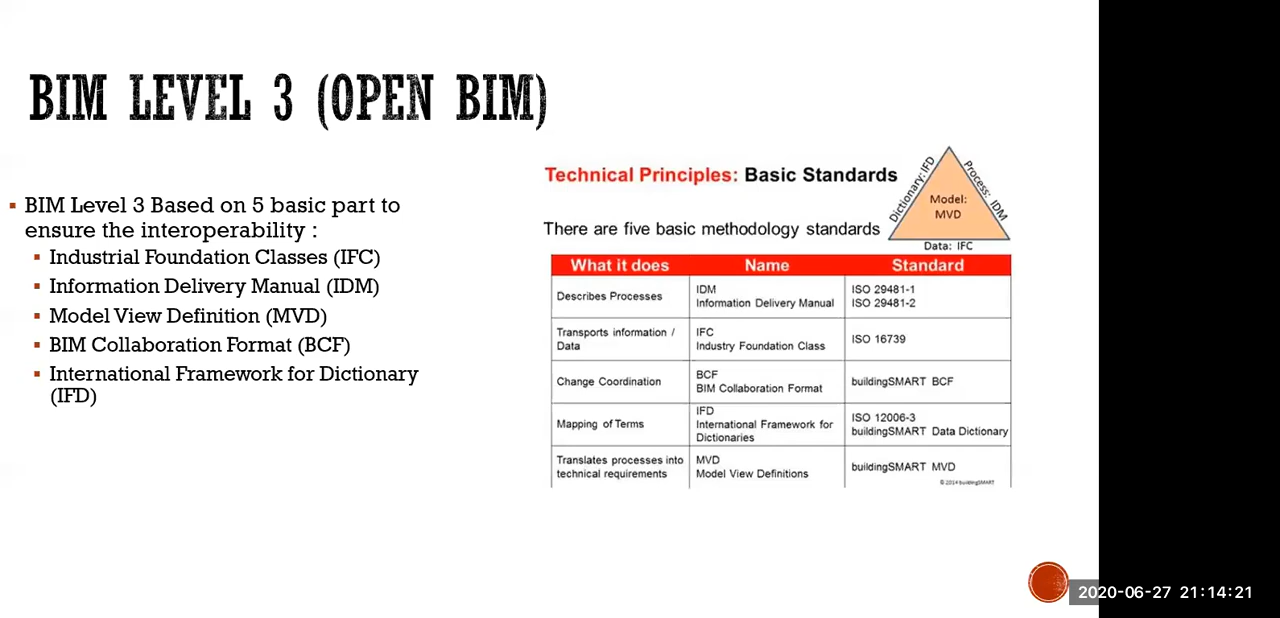 BIM LEVEL 3 (OPEN BIM)
▪ BIM Level 3 Based on 5 basic part to
ensure the interoperability :
▪ Industrial Foundation Classes (IFC)
▪ Information Delivery Manual (IDM)
▪ Model View Definition (MVD)
▪ BIM Collaboration Format (BCF)
▪ International Framework for Dictionary
(IFD)
Technical Principles: Basic Standards
There are five basic methodology standards
Dictionary: IFD
Process: IDM
Model:
MVD
Data: IFC
What it does Name Standard
Describes Processes
IDM
Information Delivery Manual
ISO 29481-1
ISO 29481-2
Transports information /
Data
IFC
Industry Foundation Class
ISO 16739
Change Coordination
BCF
BIM Collaboration Format
buildingSMART BCF
Mapping of Terms
IFD
International Framework for
Dictionaries
ISO 12006-3
buildingSMART Data Dictionary
Translates processes into
technical requirements
MVD
Model View Definitions
buildingSMART MVD
© 2014 buildingSMART
2020-06-27 21:14:21